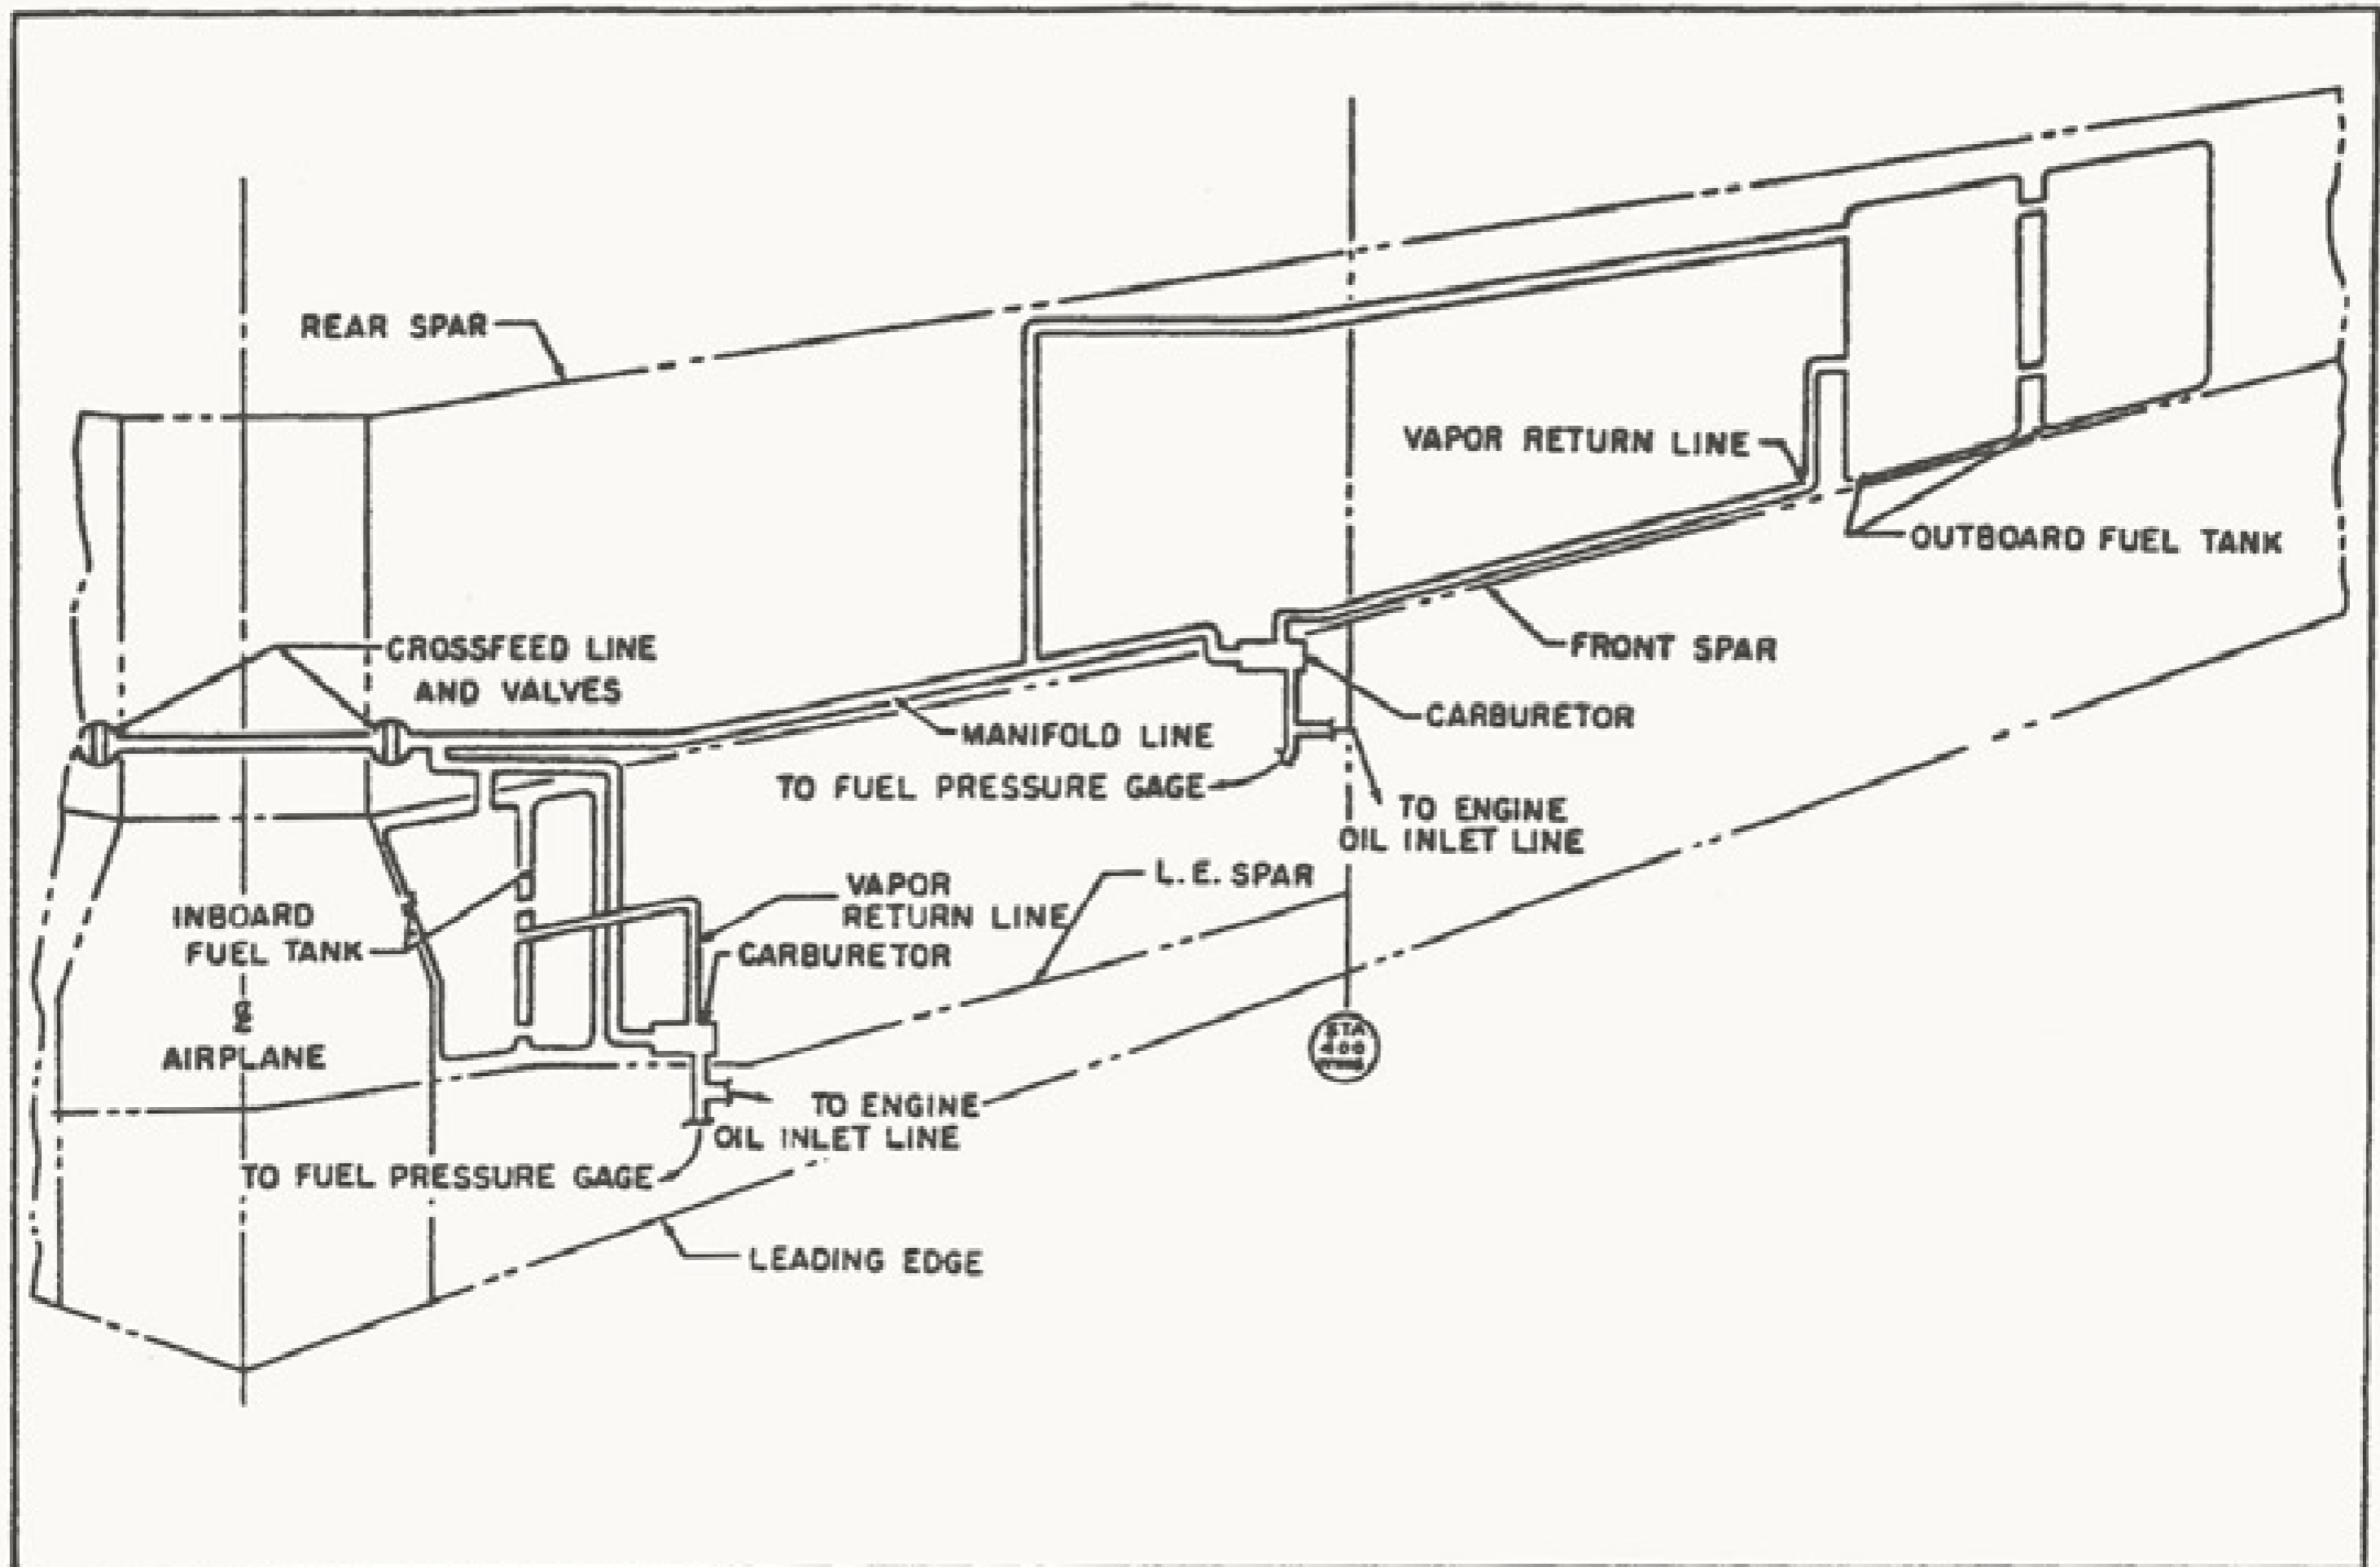 REAR SPAR
VAPOR RETURN LINE
OUTBOARD FUEL TANK
CROSSFEED LINE
AND VALVES
FRONT SPAR
CARBURETOR
MANIFOLD LINE
TO FUEL PRESSURE GAGE
TO ENGINE
OIL INLET LINE
L.E. SPAR
VAPOR
RETURN LINE
CARBURETOR
INBOARD
FUEL TANK
℄
AIRPLANE
STA
400
TO ENGINE
OIL INLET LINE
TO FUEL PRESSURE GAGE
LEADING EDGE